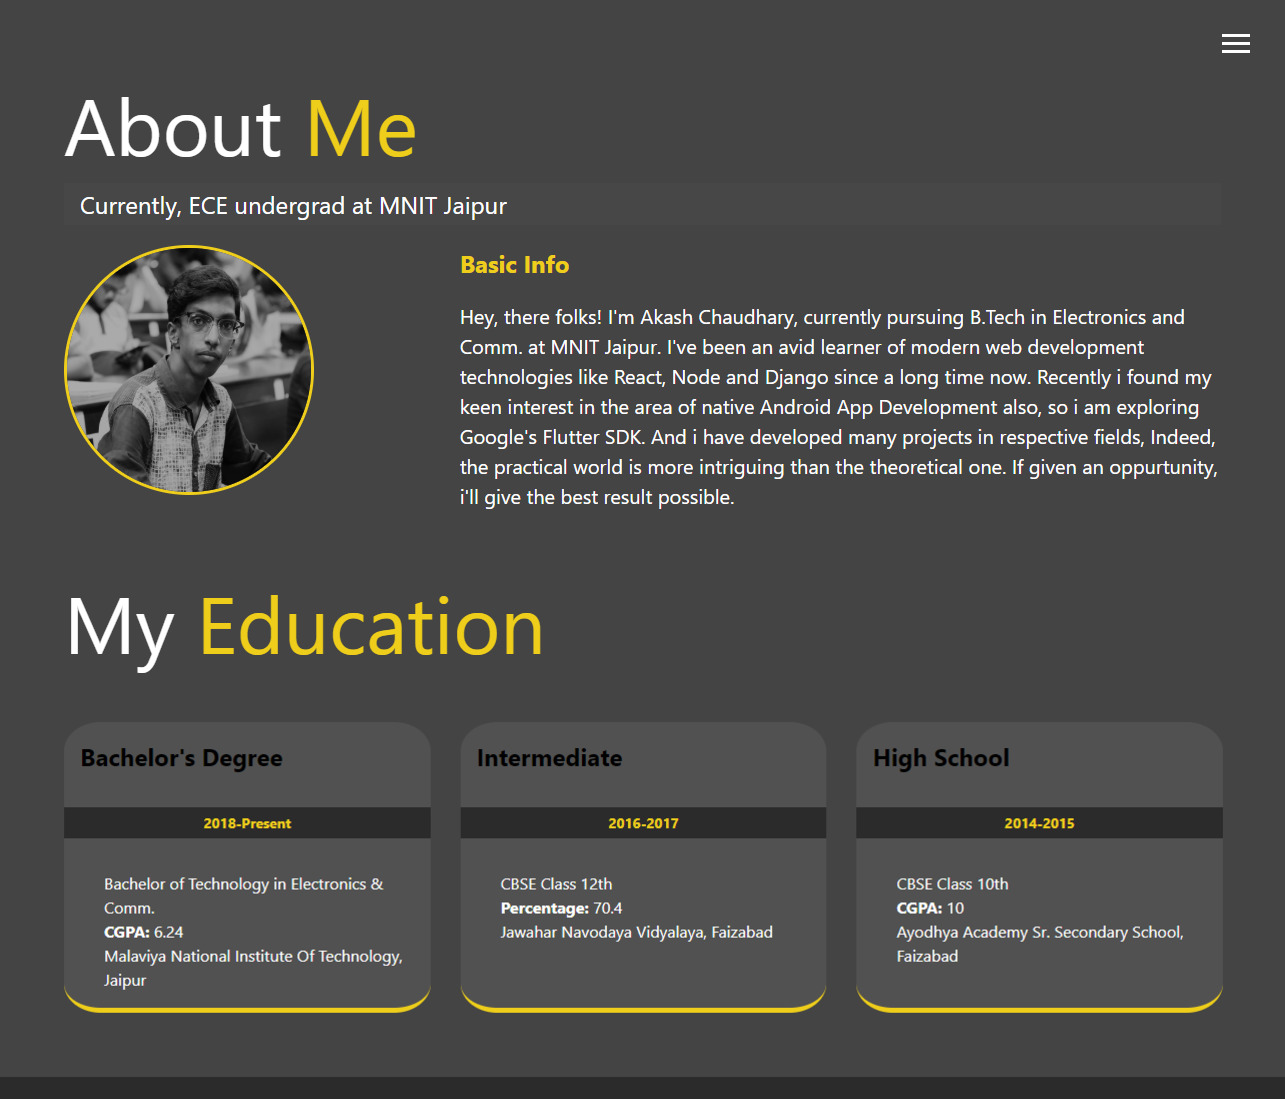 About Me
Currently, ECE undergrad at MNIT Jaipur
Basic Info
Hey, there folks! I'm Akash Chaudhary, currently pursuing B.Tech in Electronics and
Comm. at MNIT Jaipur. I've been an avid learner of modern web development
technologies like React, Node and Django since a long time now. Recently i found my
keen interest in the area of native Android App Development also, so i am exploring
Google's Flutter SDK. And i have developed many projects in respective fields, Indeed,
the practical world is more intriguing than the theoretical one. If given an oppurtunity,
i'll give the best result possible.
My Education
Bachelor's Degree
2018-Present
Bachelor of Technology in Electronics &
Comm.
CGPA: 6.24
Malaviya National Institute Of Technology,
Jaipur
Intermediate
2016-2017
CBSE Class 12th
Percentage: 70.4
Jawahar Navodaya Vidyalaya, Faizabad
High School
2014-2015
CBSE Class 10th
CGPA: 10
Ayodhya Academy Sr. Secondary School,
Faizabad